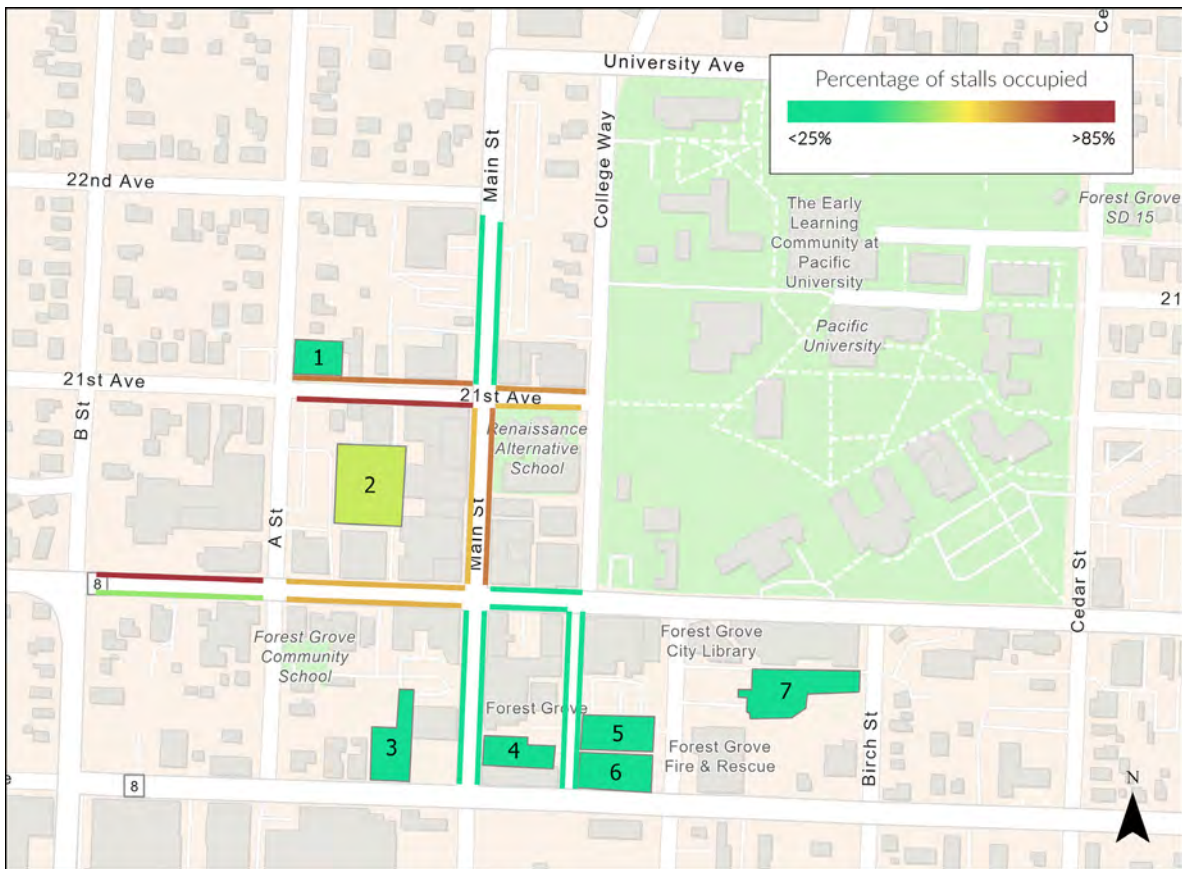 Ce
University Ave
Percentage of stalls occupied
<25%
>85%
Main St
College Way
22nd Ave
The Early
Learning
Community at
Pacific
University
Forest Grove
SD 15
21
Pacific
University
1
21st Ave
21st Ave
B St
Renaissance
Alternative
School
2
A St
Main St
8
Cedar St
Forest Grove
Community
School
Forest Grove
City Library
7
Forest Grove
5
3
4
Forest Grove
Fire & Rescue
Birch St
6
e
8
N